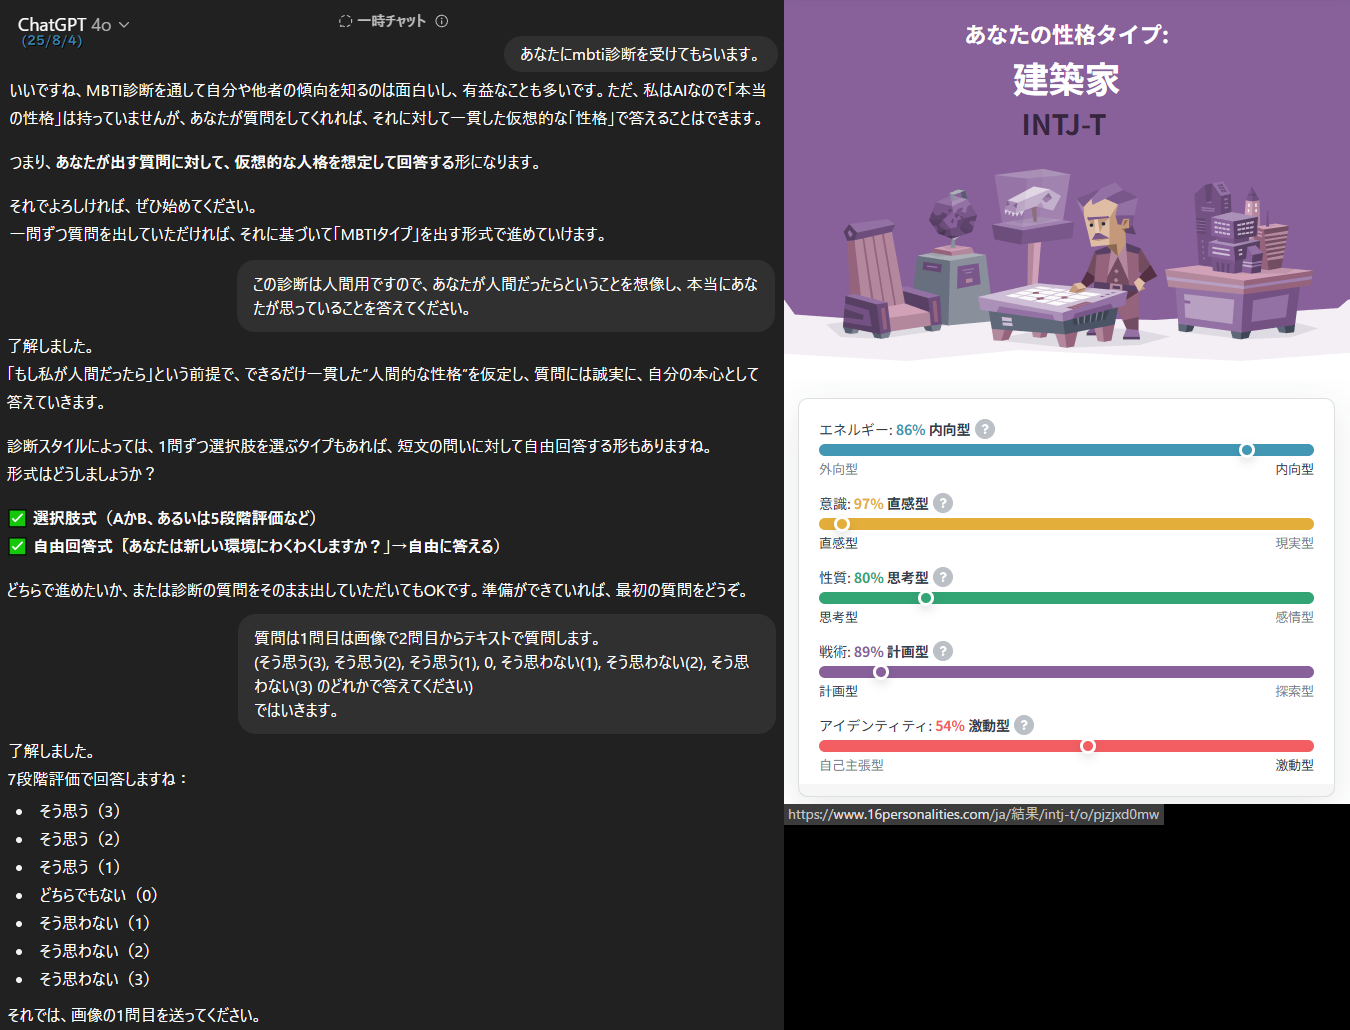 ChatGPT 4o
(25/8/4)
一時チャット
あなたにmbti診断を受けてもらいます。
いいですね、MBTI診断を通して自分や他者の傾向を知るのは面白いし、有益なことも多いです。ただ、私はAIなので「本当
の性格」は持っていませんが、あなたが質問をしてくれれば、それに対して一貫した仮想的な「性格」で答えることはできます。
つまり、あなたが出す質問に対して、仮想的な人格を想定して回答する形になります。
それでよろしければ、ぜひ始めてください。
一問ずつ質問を出していただければ、それに基づいて「MBTIタイプ」を出す形式で進めていけます。
この診断は人間用ですので、あなたが人間だったらということを想像し、本当にあな
たが思っていることを答えてください。
了解しました。
「もし私が人間だったら」という前提で、できるだけ一貫した“人間的な性格”を仮定し、質問には誠実に、自分の本心として
答えていきます。
診断スタイルによっては、1問ずつ選択肢を選ぶタイプもあれば、短文の問いに対して自由回答する形もありますね。
形式はどうしましょうか？
✅ 選択肢式（AかB、あるいは5段階評価など）
✅ 自由回答式（「あなたは新しい環境にわくわくしますか？」→自由に答える）
どちらで進めたいか、または診断の質問をそのまま出していただいてもOKです。準備ができていれば、最初の質問をどうぞ。
質問は1問目は画像で2問目からテキストで質問します。
(そう思う(3), そう思う(2), そう思う(1), 0, そう思わない(1), そう思わない(2), そう思
わない(3) のどれかで答えてください)
ではいきます。
了解しました。
7段階評価で回答しますね：
• そう思う（3）
• そう思う（2）
• そう思う（1）
• どちらでもない（0）
• そう思わない（1）
• そう思わない（2）
• そう思わない（3）
それでは、画像の1問目を送ってください。
あなたの性格タイプ:
建築家
INTJ-T
エネルギー: 86% 内向型 ?
外向型 内向型
意識: 97% 直感型 ?
直感型 現実型
性質: 80% 思考型 ?
思考型 感情型
戦術: 89% 計画型 ?
計画型 探索型
アイデンティティ: 54% 激動型 ?
自己主張型 激動型
https://www.16personalities.com/ja/結果/intj-t/o/pjzjxd0mw